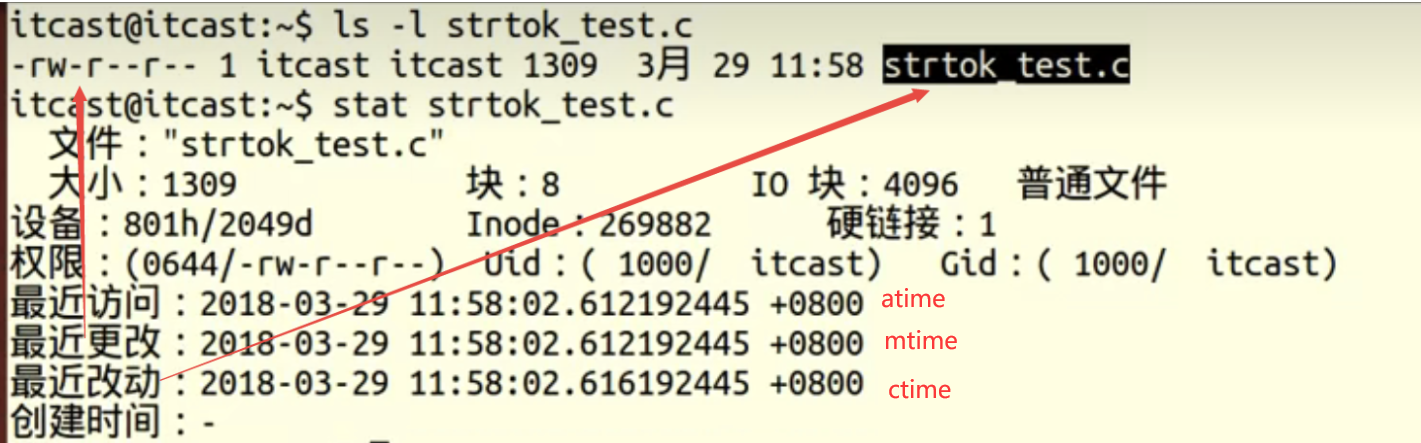 itcast@itcast:~$ ls -l strtok_test.c
-rw-r--r-- 1 itcast itcast 1309  3月 29 11:58 strtok_test.c
itcast@itcast:~$ stat strtok_test.c
  文件："strtok_test.c"
  大小：1309            块：8          IO 块：4096   普通文件
设备：801h/2049d        Inode：269882      硬链接：1
权限：(0644/-rw-r--r--)  Uid：( 1000/  itcast)   Gid：( 1000/  itcast)
最近访问：2018-03-29 11:58:02.612192445 +0800 atime
最近更改：2018-03-29 11:58:02.612192445 +0800 mtime
最近改动：2018-03-29 11:58:02.616192445 +0800 ctime
创建时间：-